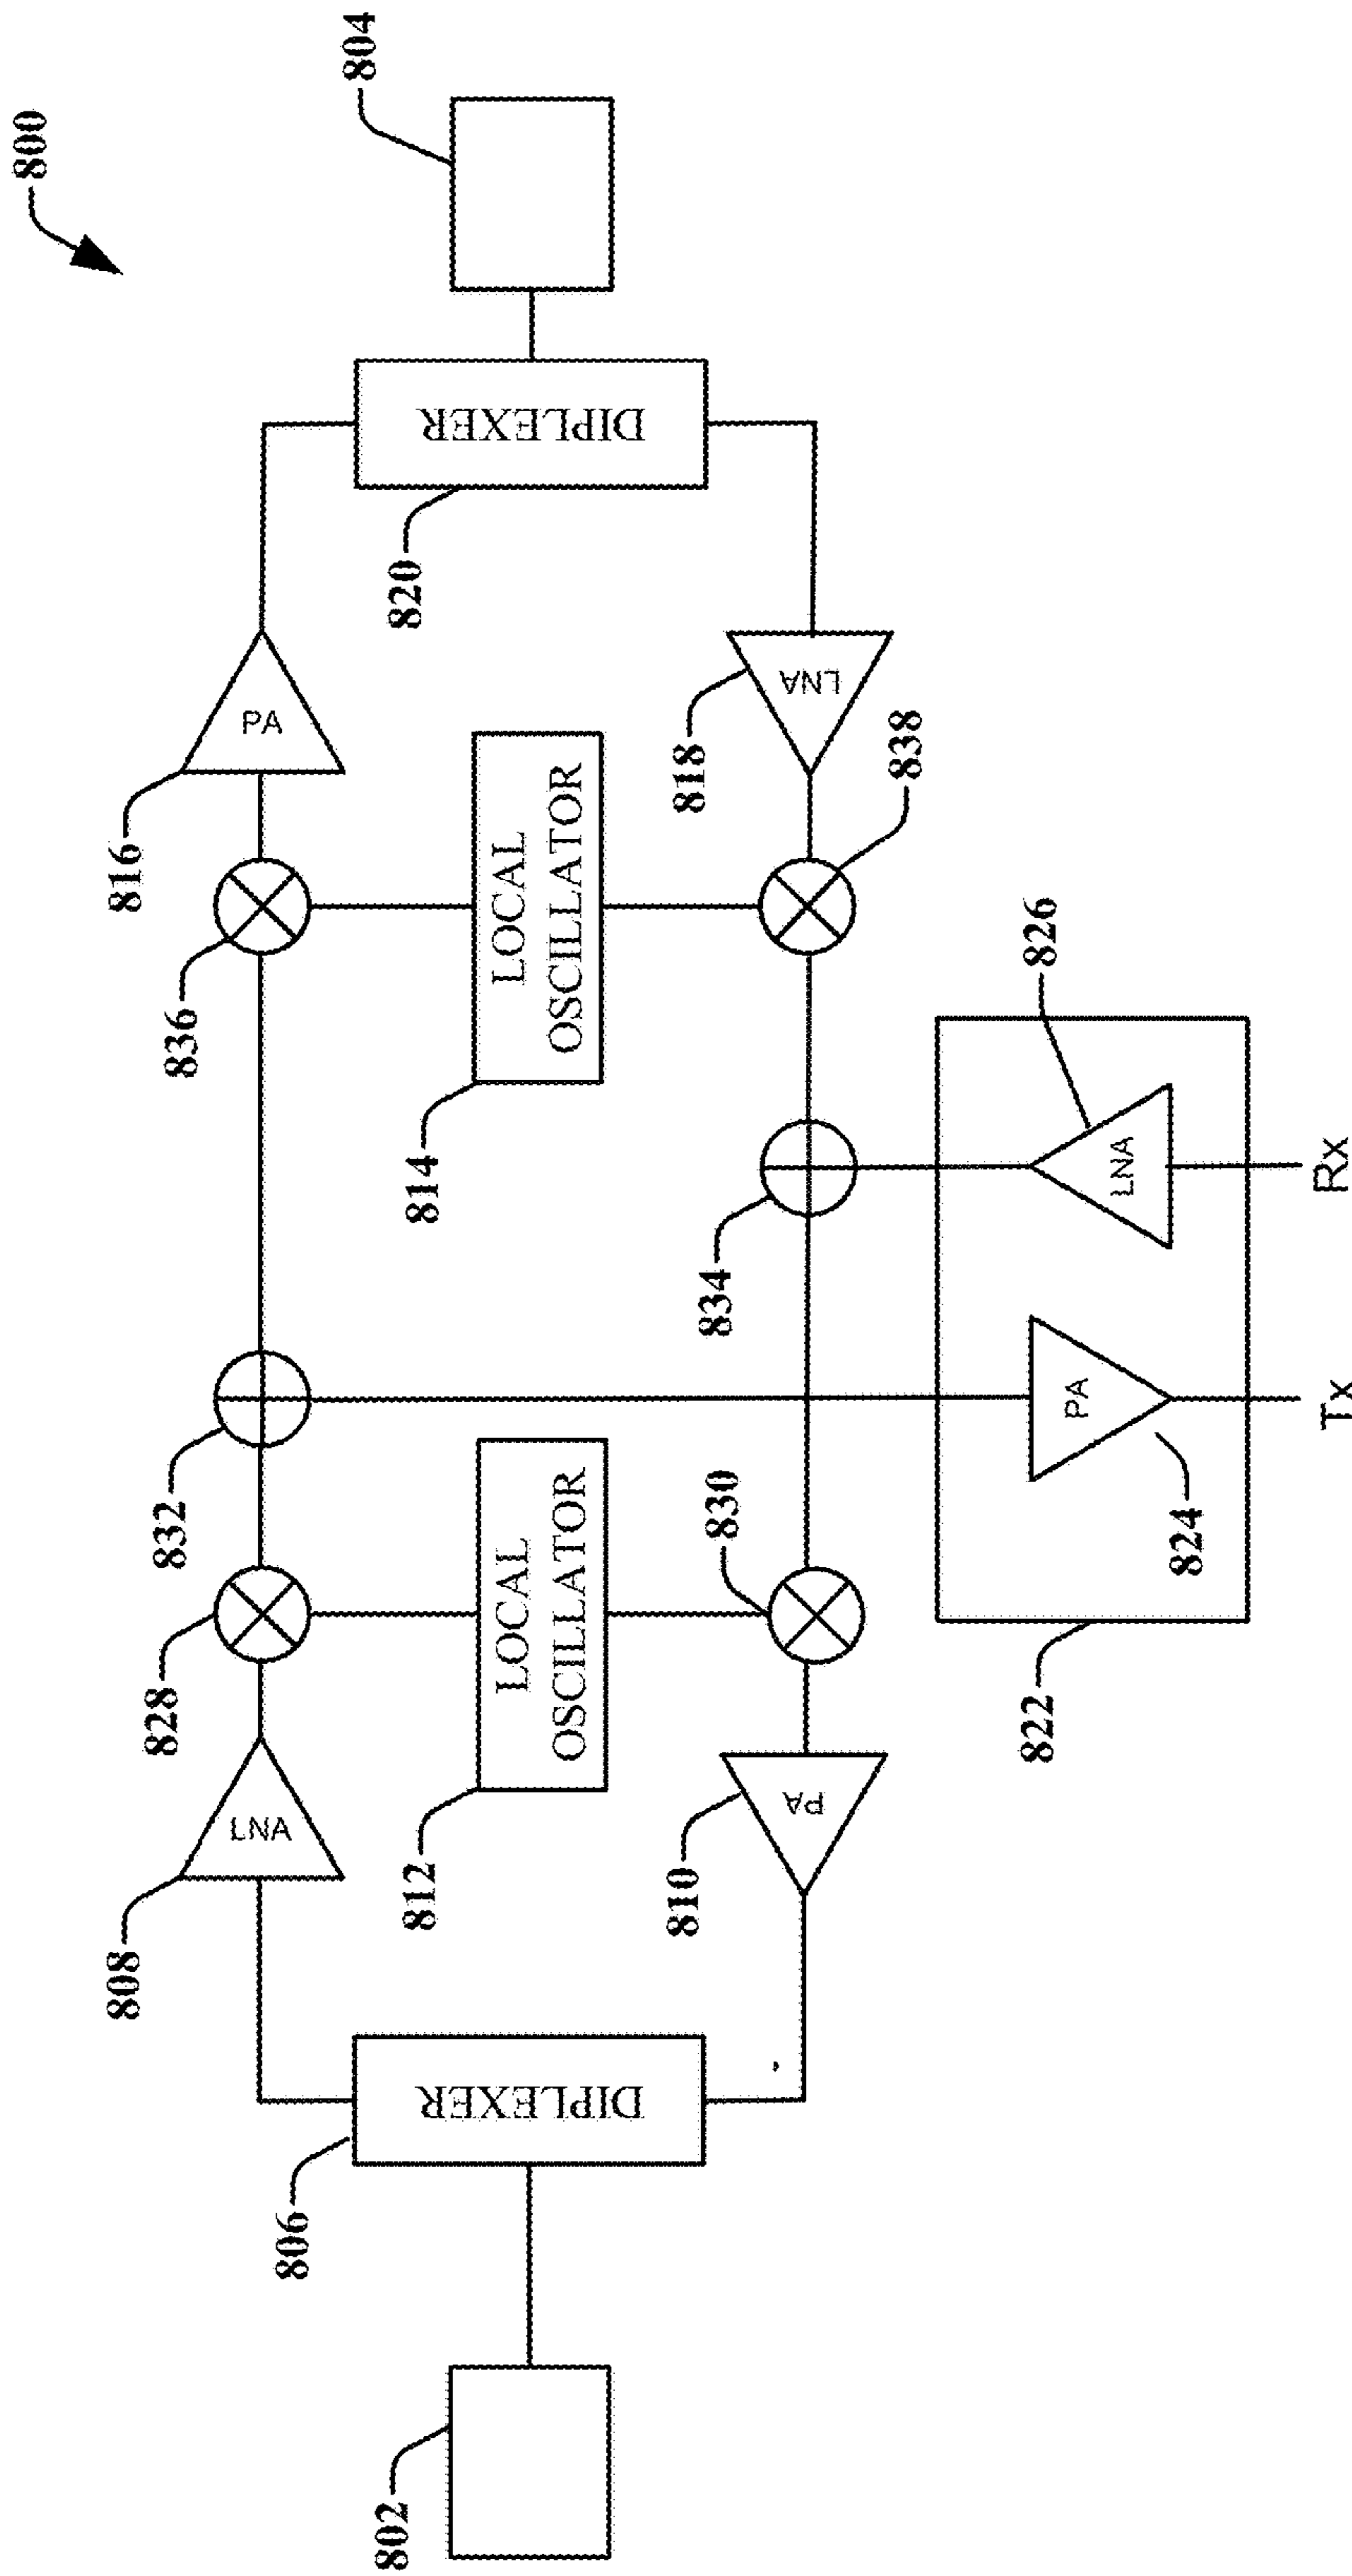 800
804
DIPLEXER
820
PA
816
LNA
818
836
LOCAL
OSCILLATOR
814
838
826
LNA
Rx
834
832
PA
Tx
824
822
828
LOCAL
OSCILLATOR
812
830
LNA
808
PA
810
DIPLEXER
806
802